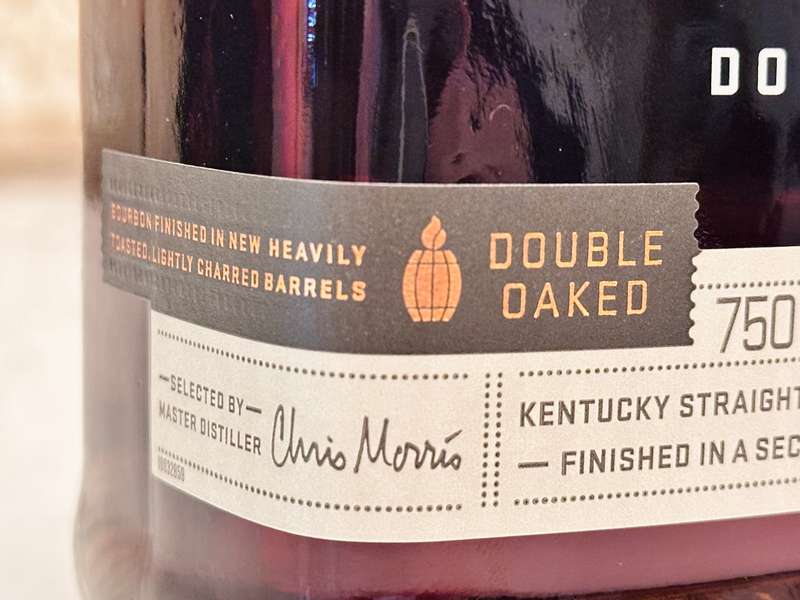 DO
BOURBON FINISHED IN NEW HEAVILY
TOASTED, LIGHTLY CHARRED BARRELS
DOUBLE
OAKED
750
—SELECTED BY—
MASTER DISTILLER
Chris Morris
KENTUCKY STRAIGHT
— FINISHED IN A SEC